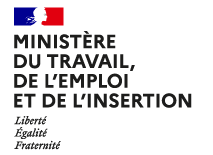 MINISTÈRE
DU TRAVAIL,
DE L'EMPLOI
ET DE L'INSERTION
Liberté
Égalité
Fraternité